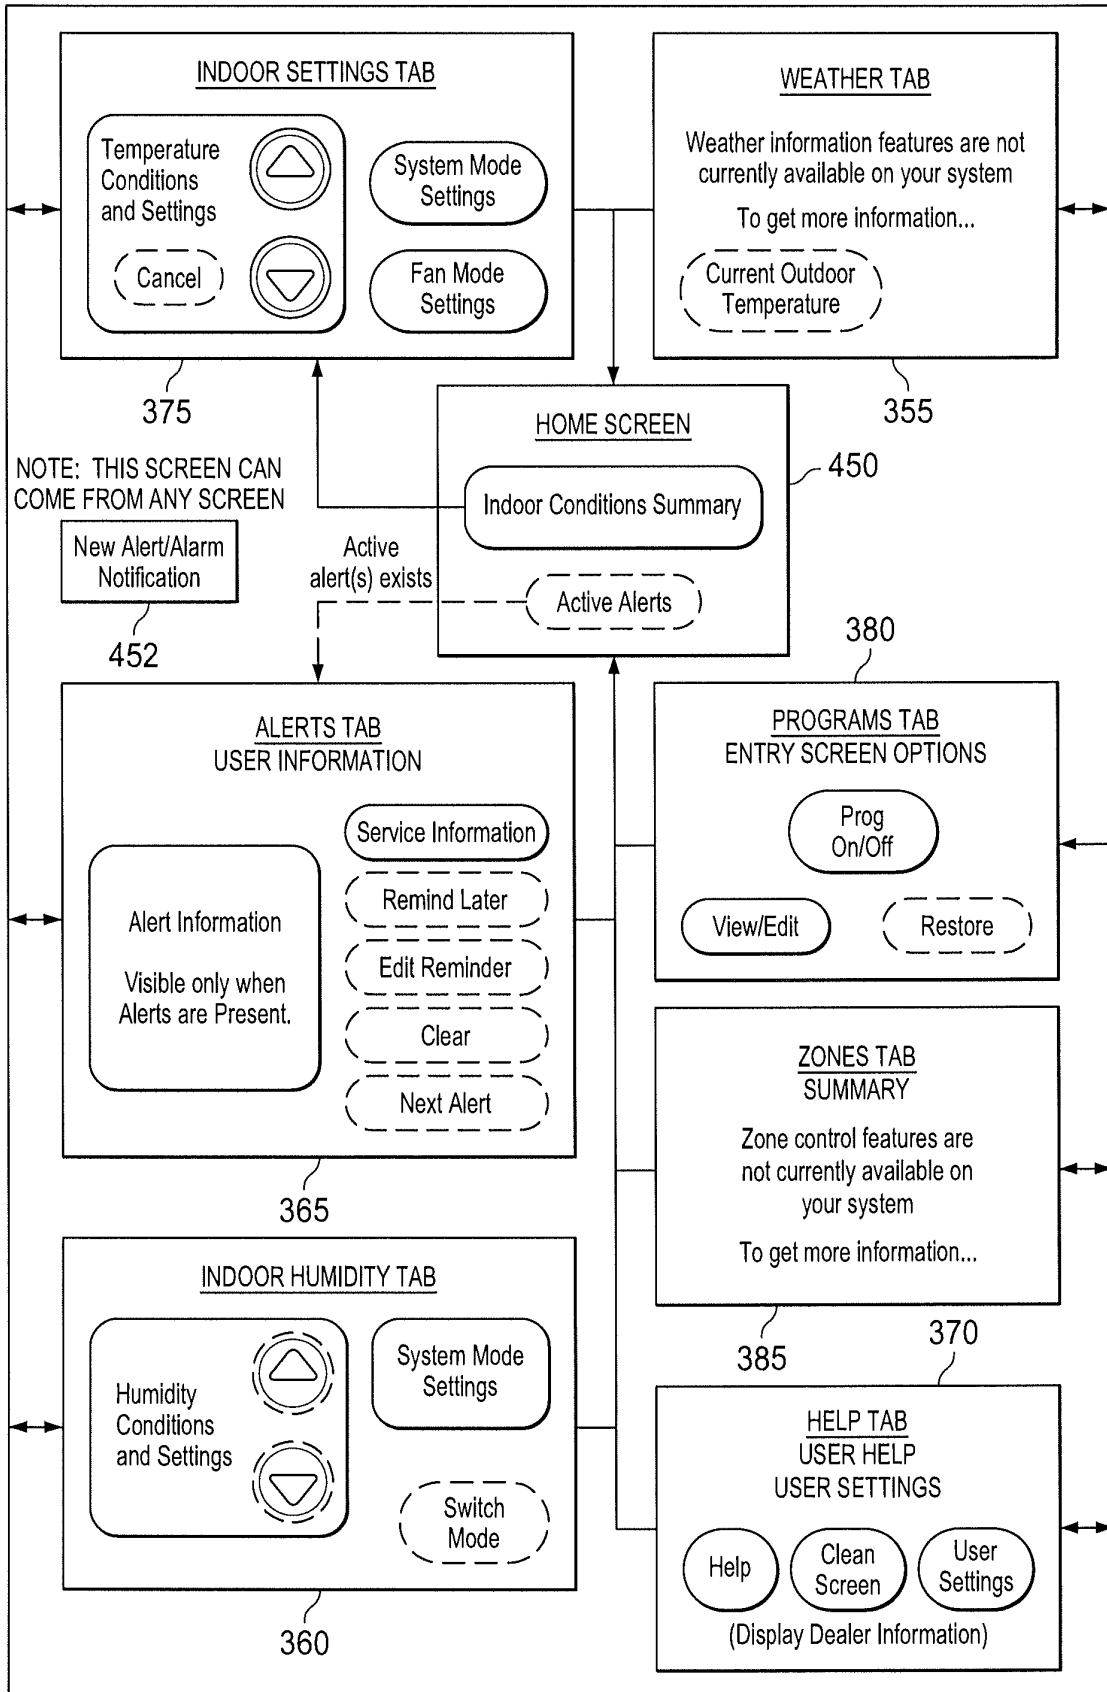 INDOOR SETTINGS TAB
Temperature
Conditions
and Settings
Cancel
System Mode
Settings
Fan Mode
Settings
375
WEATHER TAB
Weather information features are not
currently available on your system
To get more information...
Current Outdoor
Temperature
355
HOME SCREEN
Indoor Conditions Summary
Active Alerts
450
NOTE: THIS SCREEN CAN
COME FROM ANY SCREEN
New Alert/Alarm
Notification
452
Active
alert(s) exists
ALERTS TAB
USER INFORMATION
Alert Information
Visible only when
Alerts are Present.
Service Information
Remind Later
Edit Reminder
Clear
Next Alert
365
380
PROGRAMS TAB
ENTRY SCREEN OPTIONS
Prog
On/Off
View/Edit
Restore
ZONES TAB
SUMMARY
Zone control features are
not currently available on
your system
To get more information...
385
INDOOR HUMIDITY TAB
Humidity
Conditions
and Settings
System Mode
Settings
Switch
Mode
360
370
HELP TAB
USER HELP
USER SETTINGS
Help
Clean
Screen
User
Settings
(Display Dealer Information)